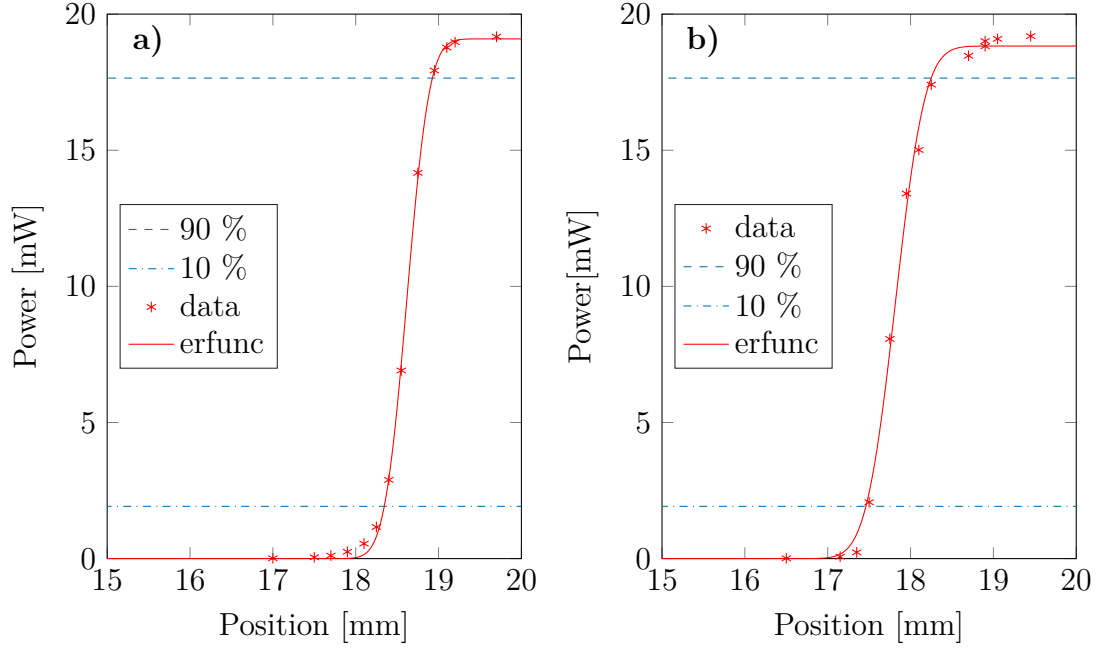 a)
20
15
10
5
0
Power [mW]
90 %
10 %
data
erfunc
15 16 17 18 19 20
Position [mm]
b)
20
15
10
5
0
Power[mW]
data
90 %
10 %
erfunc
15 16 17 18 19 20
Position [mm]